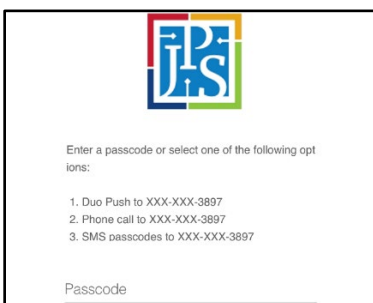 JPS
Enter a passcode or select one of the following opt
ions:
1. Duo Push to XXX-XXX-3897
2. Phone call to XXX-XXX-3897
3. SMS passcodes to XXX-XXX-3897
Passcode